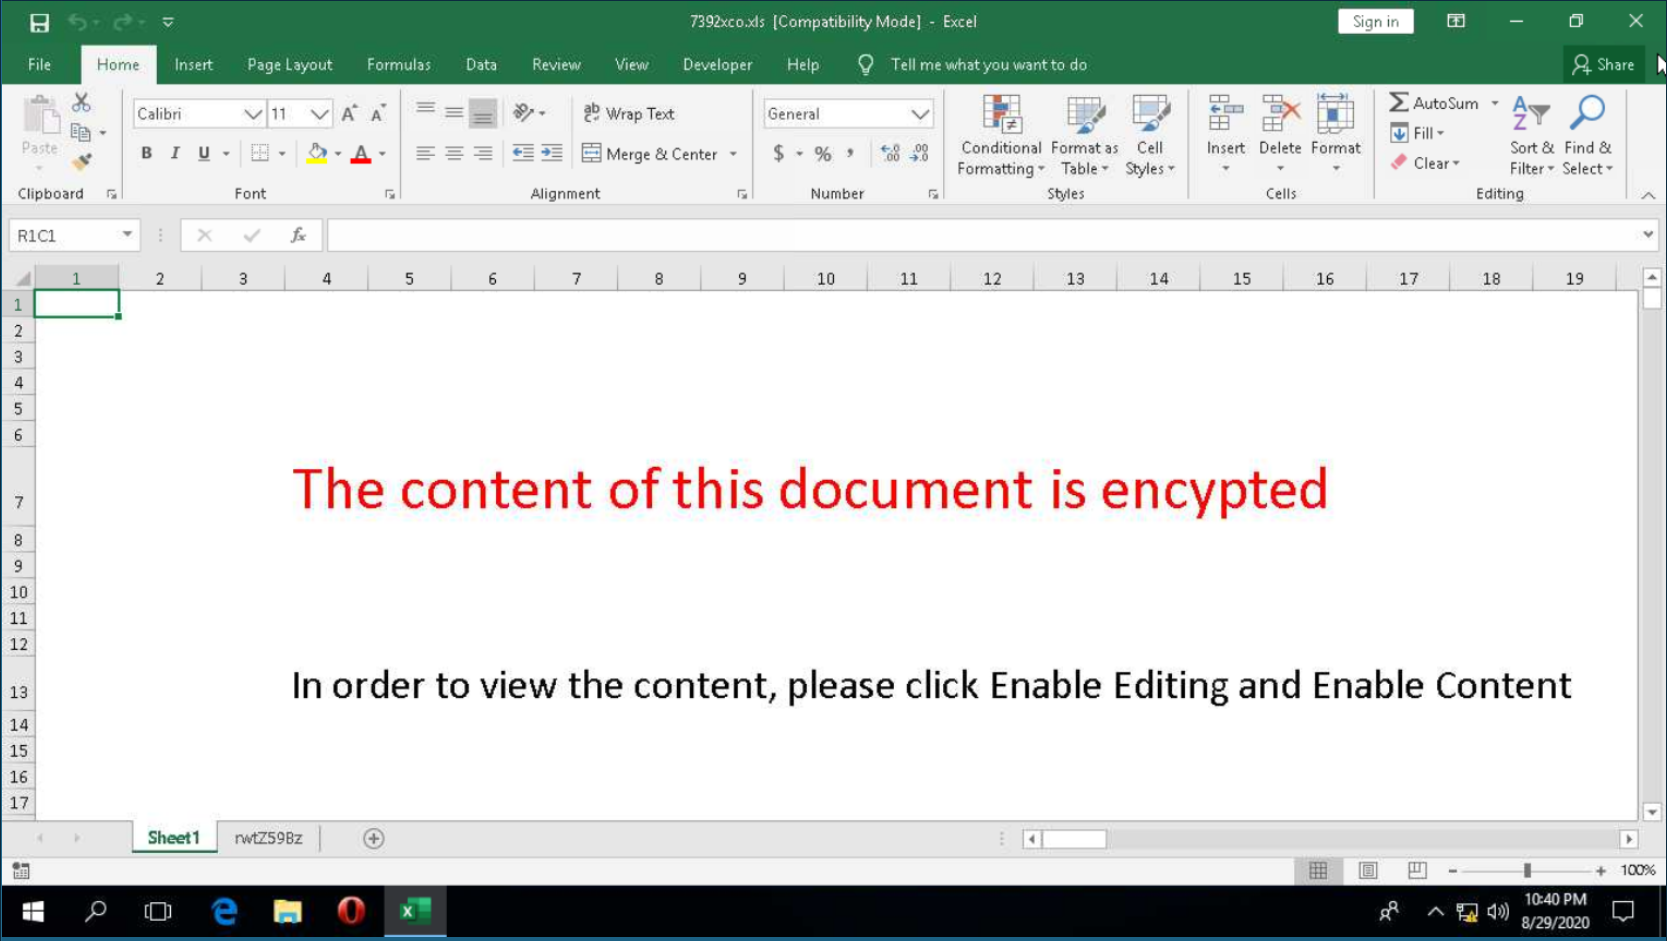 7392xco.xls [Compatibility Mode] - Excel
Sign in
File Home Insert Page Layout Formulas Data Review View Developer Help Tell me what you want to do Share
Paste
Calibri 11
Wrap Text
General
B I U
Merge & Center
$ % ,
Conditional Formatting
Format as Table
Cell Styles
Insert Delete Format
AutoSum
Fill
Clear
Sort & Filter
Find & Select
Clipboard Font Alignment Number Styles Cells Editing
R1C1 fx
1 2 3 4 5 6 7 8 9 10 11 12 13 14 15 16 17 18 19
1
2
3
4
5
6
7
The content of this document is encypted
8
9
10
11
12
13
In order to view the content, please click Enable Editing and Enable Content
14
15
16
17
Sheet1 rwtZ59Bz
100%
10:40 PM
8/29/2020